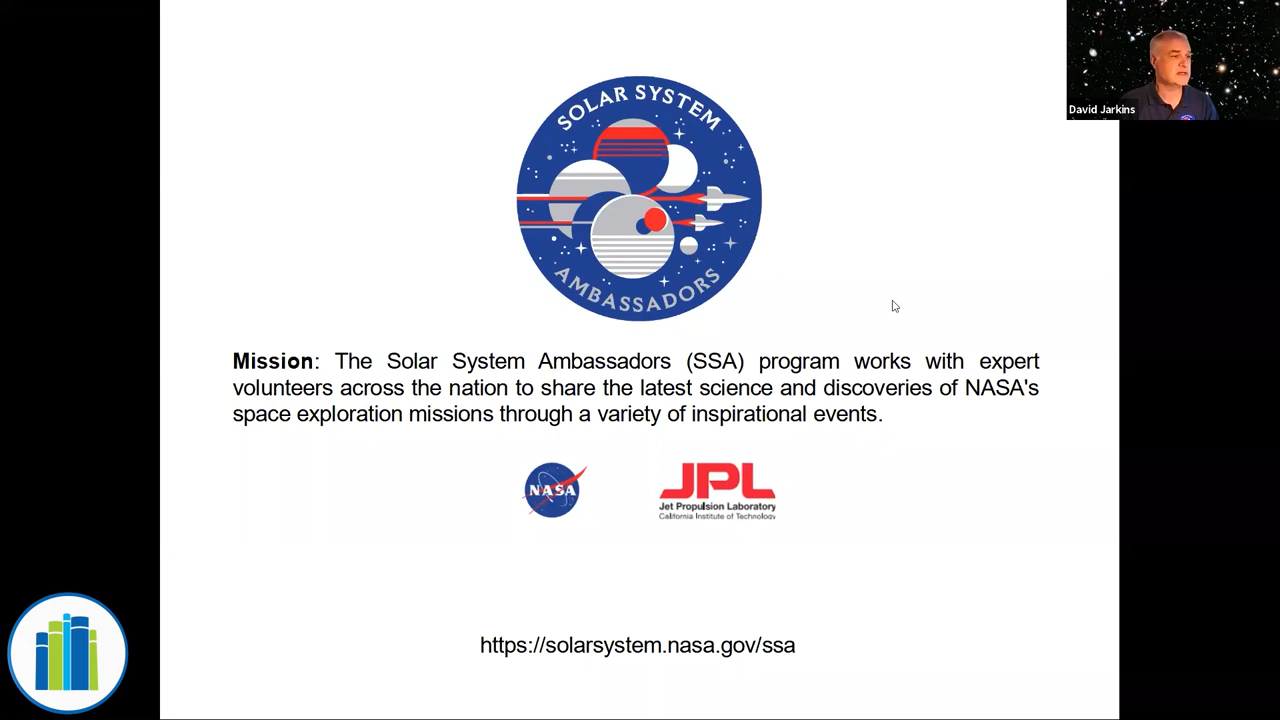 David Jarkins
SOLAR SYSTEM
AMBASSADORS
Mission: The Solar System Ambassadors (SSA) program works with expert
volunteers across the nation to share the latest science and discoveries of NASA's
space exploration missions through a variety of inspirational events.
NASA
JPL
Jet Propulsion Laboratory
California Institute of Technology
https://solarsystem.nasa.gov/ssa